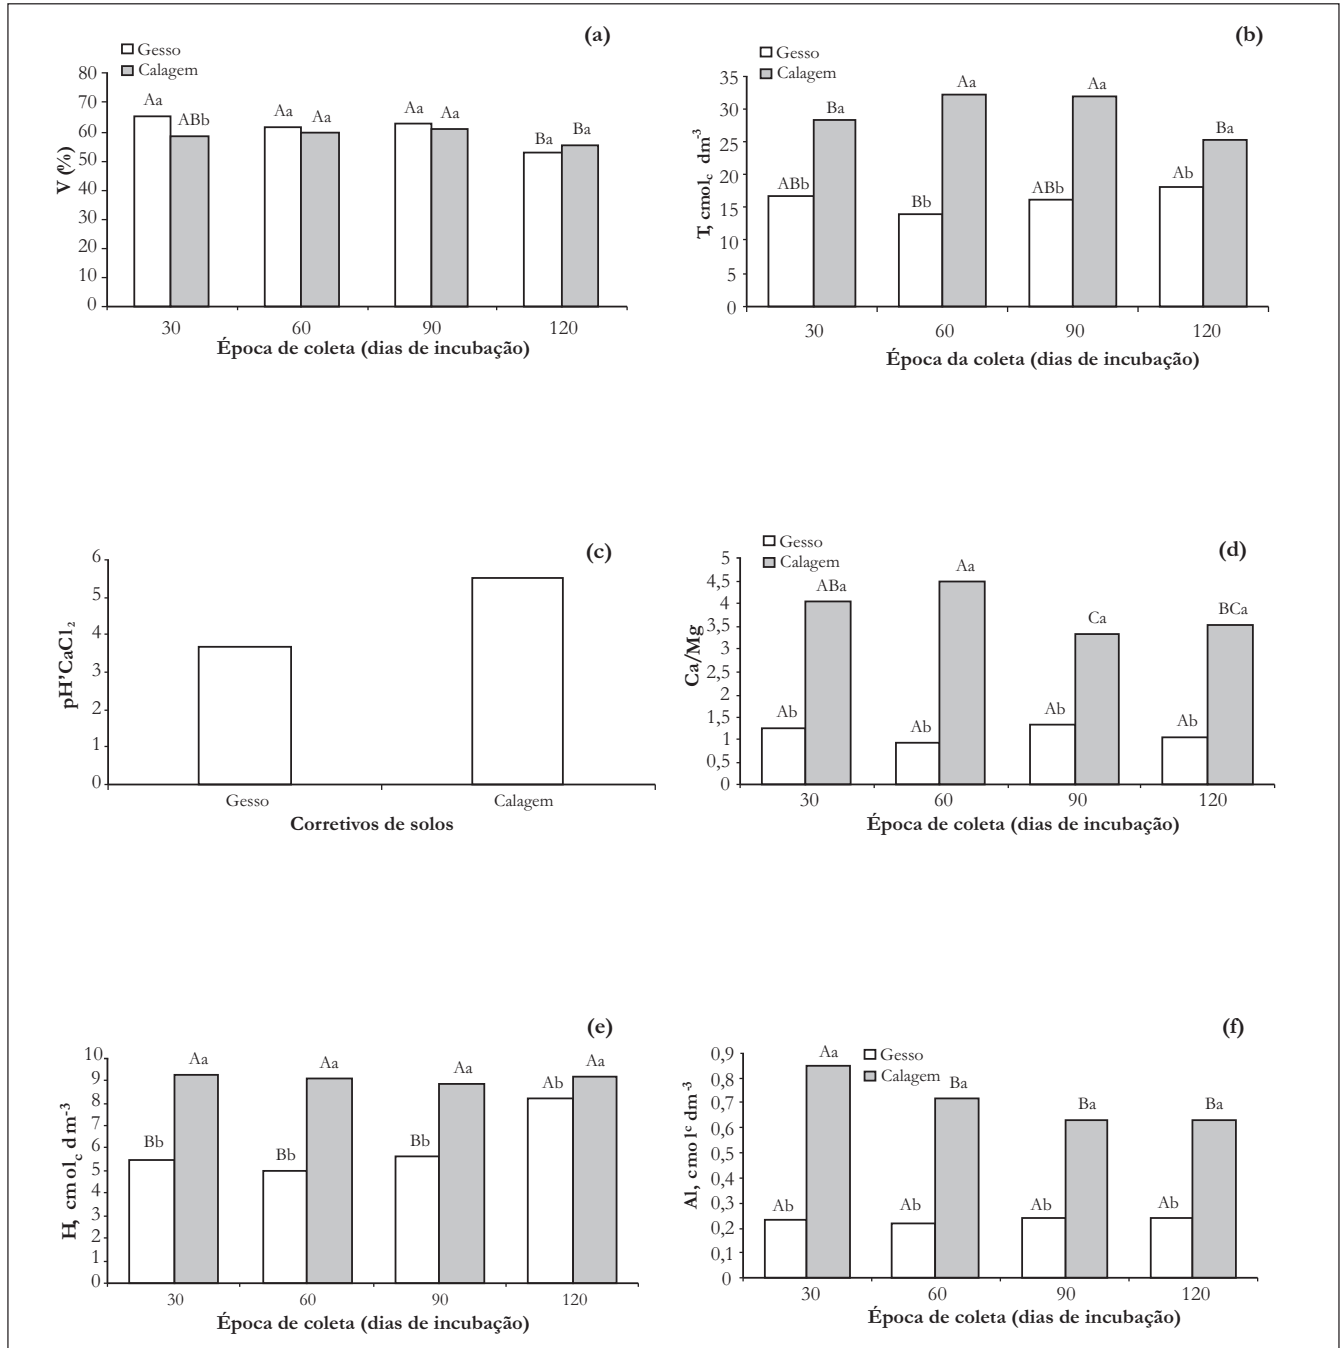 (a)
Gesso
Calagem
80
70
60
50
40
30
20
10
0
V (%)
Aa
ABb
Aa
Aa
Aa
Aa
Ba
Ba
30
60
90
120
Época de coleta (dias de incubação)
(b)
Gesso
Calagem
35
30
25
20
15
10
5
0
T, cmolc dm-3
ABb
Ba
Bb
Aa
ABb
Aa
Ab
Ba
30
60
90
120
Época da coleta (dias de incubação)
(c)
6
5
4
3
2
1
0
pH’CaCl2
Gesso
Calagem
Corretivos de solos
(d)
Gesso
Calagem
5
4,5
4
3,5
3
2,5
2
1,5
1
0,5
0
Ca/Mg
Ab
ABa
Ab
Aa
Ab
Ca
Ab
BCa
30
60
90
120
Época de coleta (dias de incubação)
(e)
10
9
8
7
6
5
4
3
2
1
0
H, cmolc dm-3
Bb
Aa
Bb
Aa
Bb
Aa
Ab
Aa
30
60
90
120
Época de coleta (dias de incubação)
(f)
Gesso
Calagem
0,9
0,8
0,7
0,6
0,5
0,4
0,3
0,2
0,1
0
Al, cmolc dm-3
Ab
Aa
Ab
Ba
Ab
Ba
Ab
Ba
30
60
90
120
Época de coleta (dias de incubação)